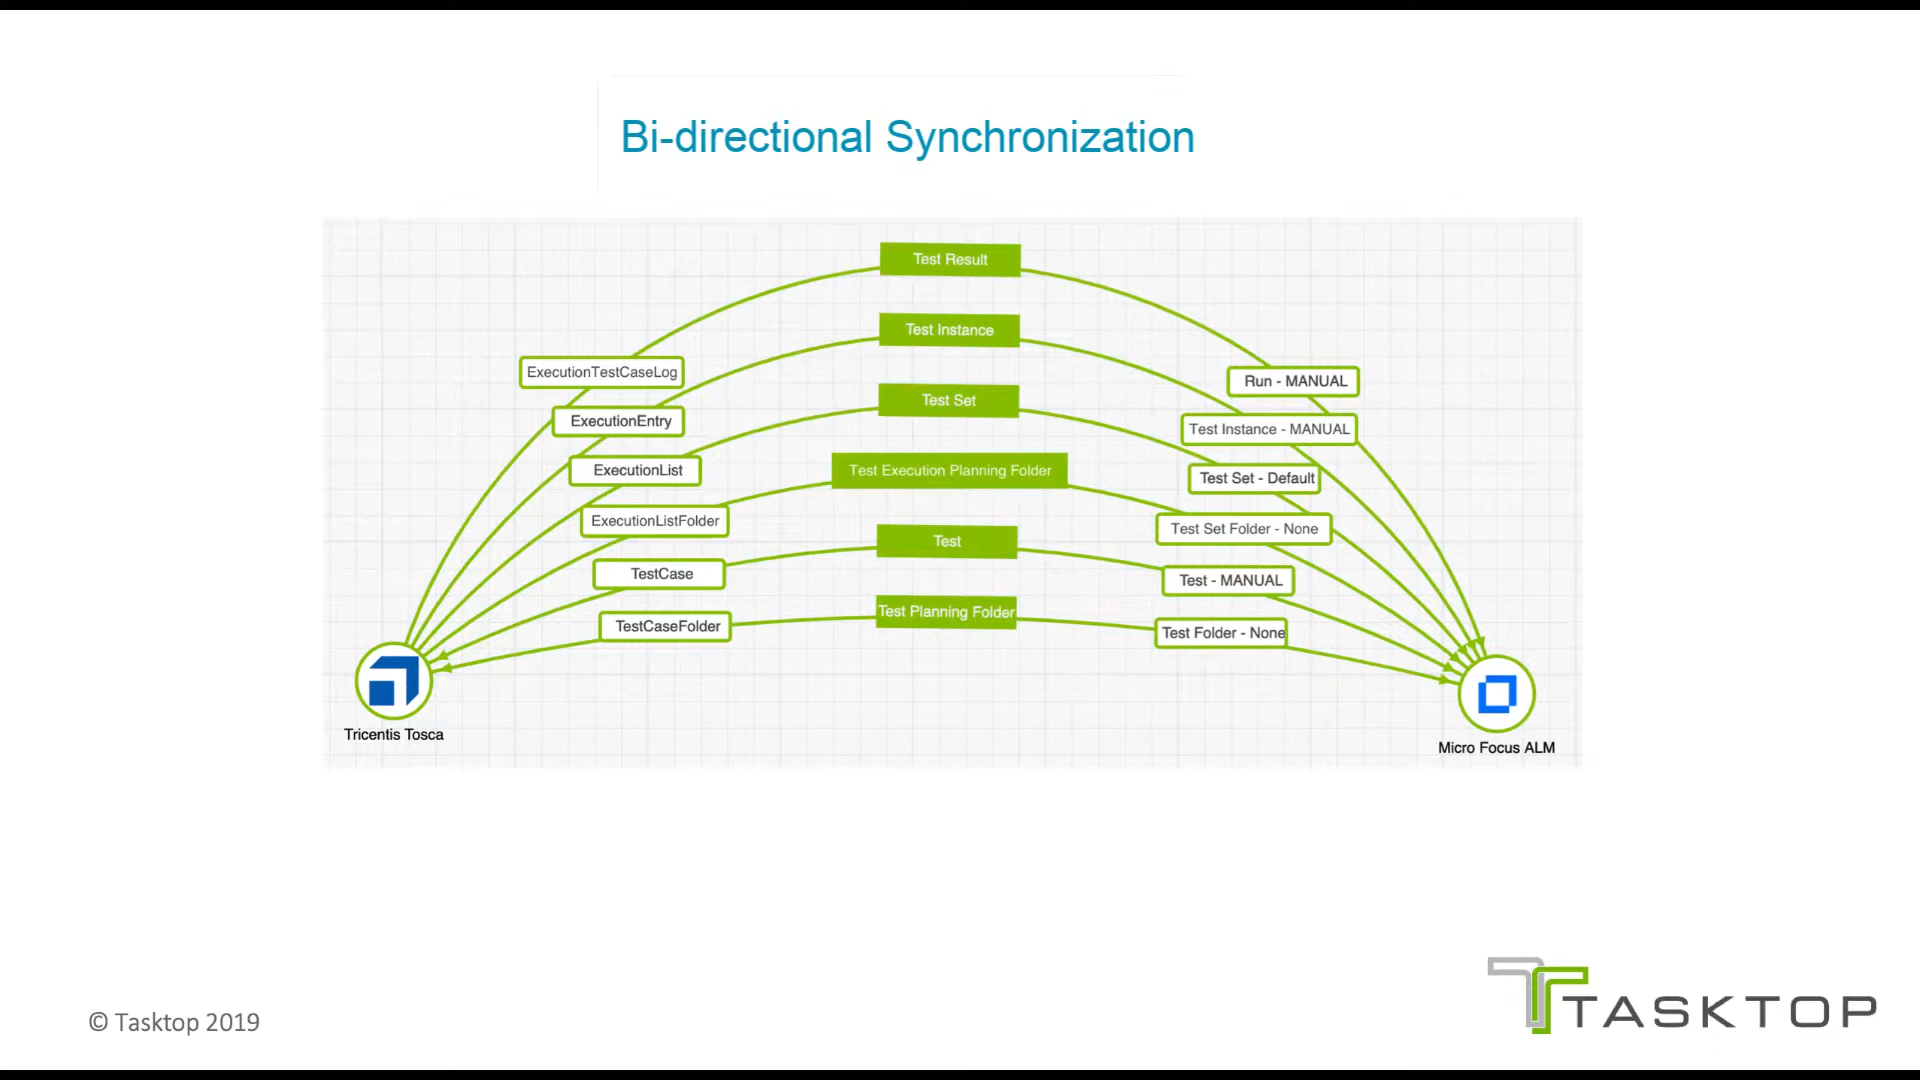 Bi-directional Synchronization
Test Result
Test Instance
ExecutionTestCaseLog
Run - MANUAL
Test Set
ExecutionEntry
Test Instance - MANUAL
ExecutionList
Test Execution Planning Folder
Test Set - Default
ExecutionListFolder
Test Set Folder - None
Test
TestCase
Test - MANUAL
Test Planning Folder
TestCaseFolder
Test Folder - None
Tricentis Tosca
Micro Focus ALM
© Tasktop 2019
TASKTOP